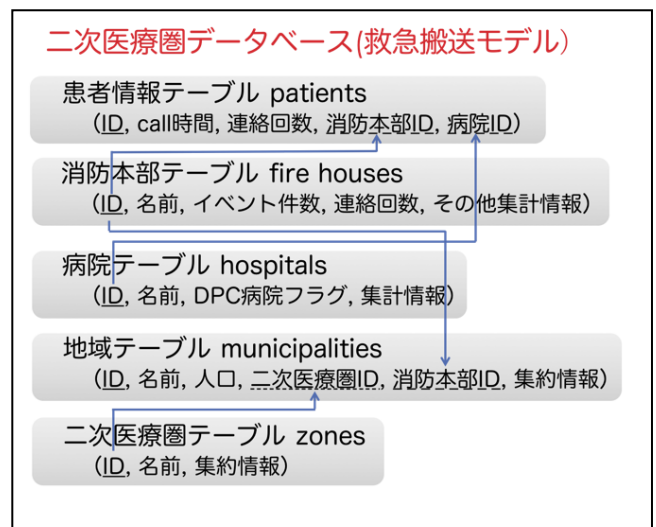 二次医療圏データベース(救急搬送モデル）
患者情報テーブル patients
（ID, call時間, 連絡回数, 消防本部ID, 病院ID）
消防本部テーブル fire houses
（ID, 名前, イベント件数, 連絡回数, その他集計情報）
病院テーブル hospitals
（ID, 名前, DPC病院フラグ, 集計情報）
地域テーブル municipalities
（ID, 名前, 人口, 二次医療圏ID, 消防本部ID, 集約情報）
二次医療圏テーブル zones
（ID, 名前, 集約情報）